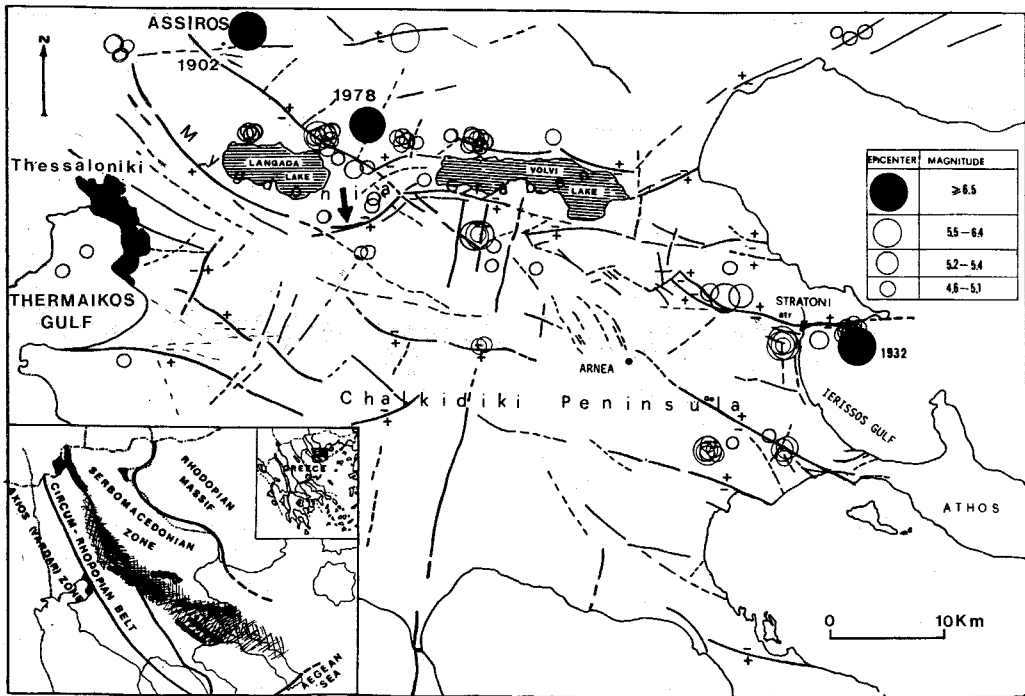 ASSIROS
N
1902
1978
M
y
g
d
o
n
i
a
g
r
a
b
e
n
LANGADA
LAKE
VOLVI
LAKE
Thessaloniki
THERMAIKOS
GULF
EPICENTER MAGNITUDE
≥6.5
5,5–6.4
5.2–5.4
4,6–5,1
STRATONI
1932
ARNEA
IERISSOS GULF
Chalkidiki Peninsula
ATHOS
0 10Km
GREECE
RHODOPIAN
MASSIF
SERBOMACEDONIAN
ZONE
CIRCUM-RHOPOPIAN BELT
AXIOS (VARDAR) ZONE
AEGEAN
SEA